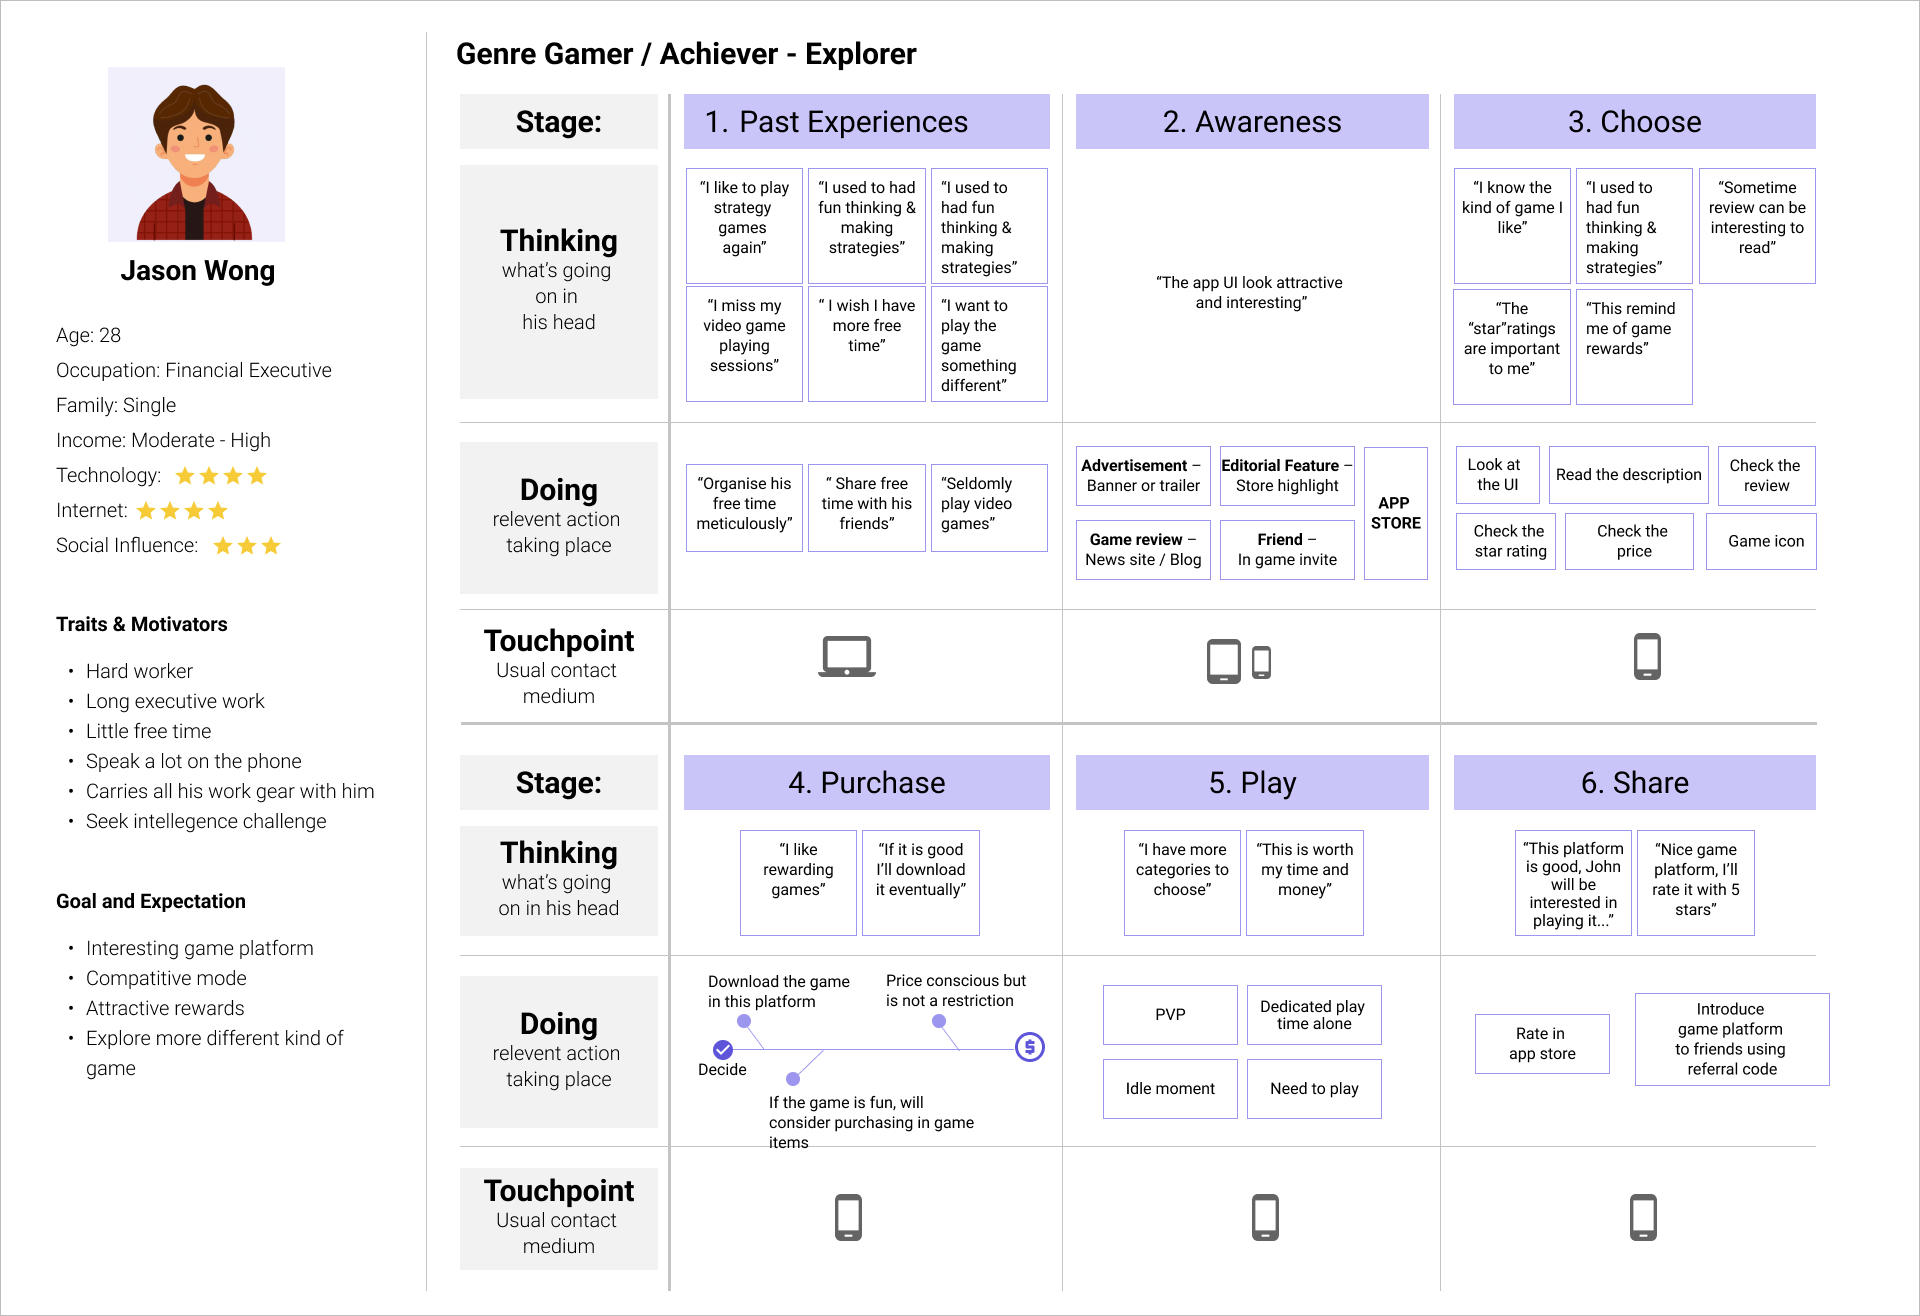 Genre Gamer / Achiever - Explorer
Jason Wong
Age: 28
Occupation: Financial Executive
Family: Single
Income: Moderate - High
Technology:
Internet:
Social Influence:
Traits & Motivators
• Hard worker
• Long executive work
• Little free time
• Speak a lot on the phone
• Carries all his work gear with him
• Seek intellegence challenge
Goal and Expectation
• Interesting game platform
• Compatitive mode
• Attractive rewards
• Explore more different kind of
game
Stage:
1. Past Experiences
2. Awareness
3. Choose
Thinking
what's going
on in
his head
“I like to play
strategy
games
again”
“I used to had
fun thinking &
making
strategies”
“I used to
had fun
thinking &
making
strategies”
“I miss my
video game
playing
sessions”
“ I wish I have
more free
time”
“I want to
play the
game
something
different”
“The app UI look attractive
and interesting”
“I know the
kind of game I
like”
“I used to
had fun
thinking &
making
strategies”
“Sometime
review can be
interesting to
read”
“The
“star”ratings
are important
to me”
“This remind
me of game
rewards”
Doing
relevent action
taking place
“Organise his
free time
meticulously”
“ Share free
time with his
friends”
“Seldomly
play video
games”
Advertisement –
Banner or trailer
Editorial Feature –
Store highlight
Game review –
News site / Blog
Friend –
In game invite
APP
STORE
Look at
the UI
Read the description
Check the
review
Check the
star rating
Check the
price
Game icon
Touchpoint
Usual contact
medium
Stage:
4. Purchase
5. Play
6. Share
Thinking
what's going
on in his head
“I like
rewarding
games”
“If it is good
I’ll download
it eventually”
“I have more
categories to
choose”
“This is worth
my time and
money”
“This platform
is good, John
will be
interested in
playing it...”
“Nice game
platform, I’ll
rate it with 5
stars”
Doing
relevent action
taking place
Download the game
in this platform
Price conscious but
is not a restriction
$
Decide
If the game is fun, will
consider purchasing in game
items
PVP
Dedicated play
time alone
Idle moment
Need to play
Rate in
app store
Introduce
game platform
to friends using
referral code
Touchpoint
Usual contact
medium